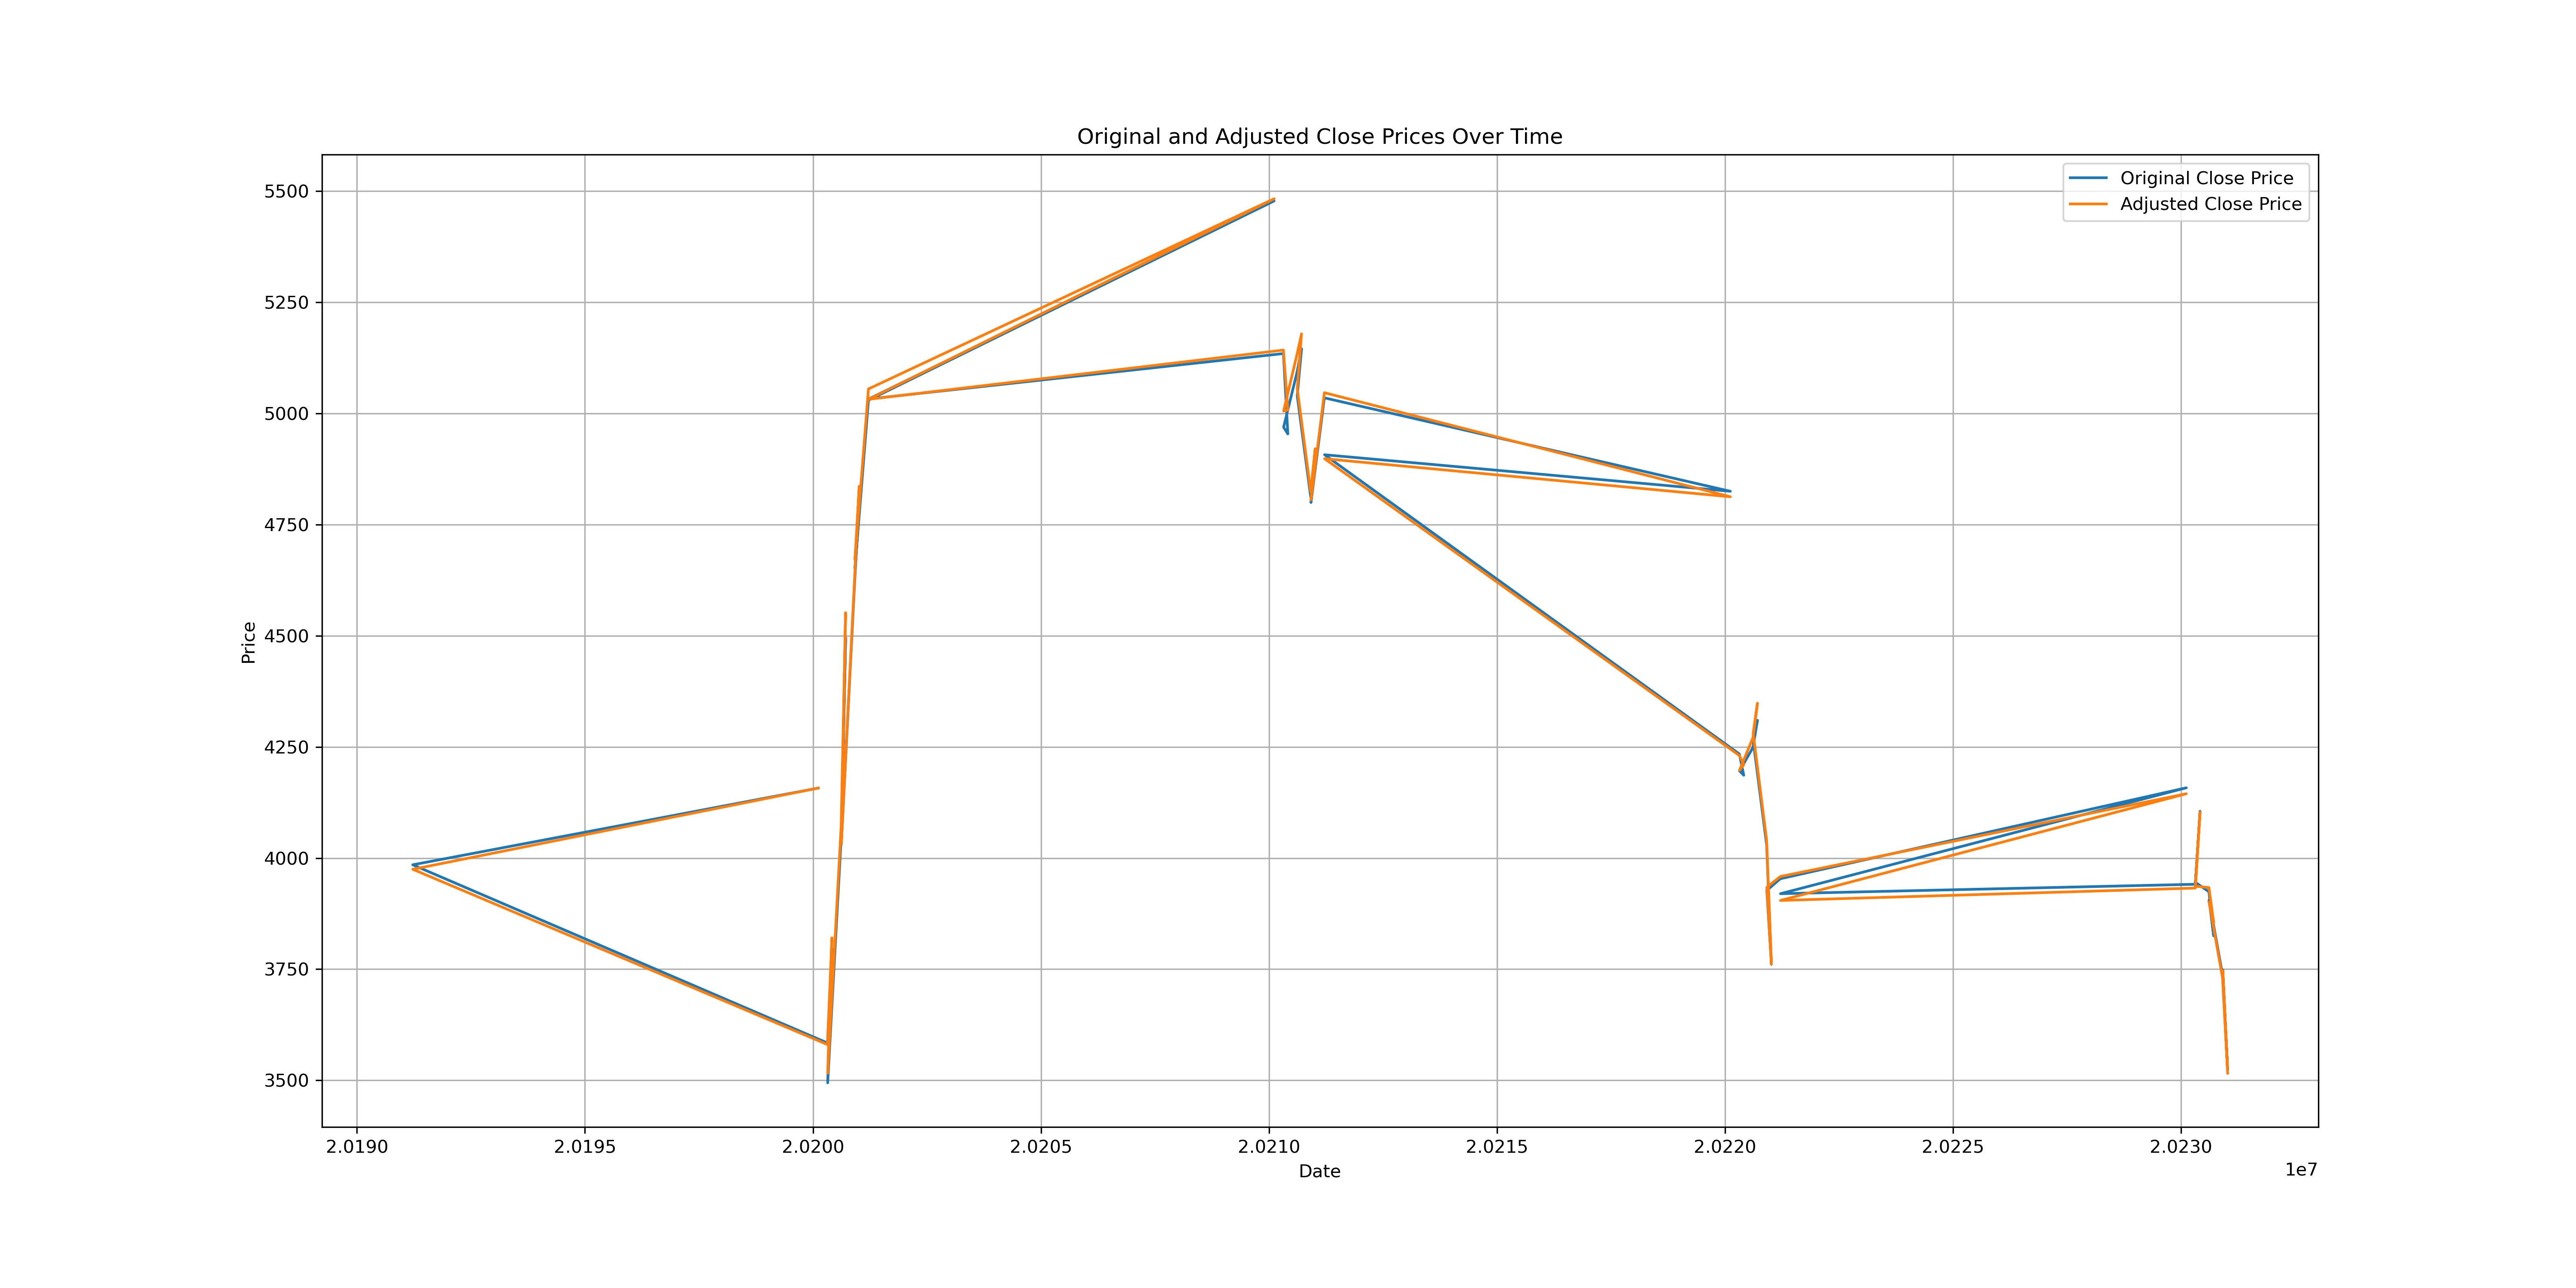 Original and Adjusted Close Prices Over Time
Original Close Price
Adjusted Close Price
5500
5250
5000
4750
4500
4250
4000
3750
3500
Price
2.0190 2.0195 2.0200 2.0205 2.0210 2.0215 2.0220 2.0225 2.0230
1e7
Date